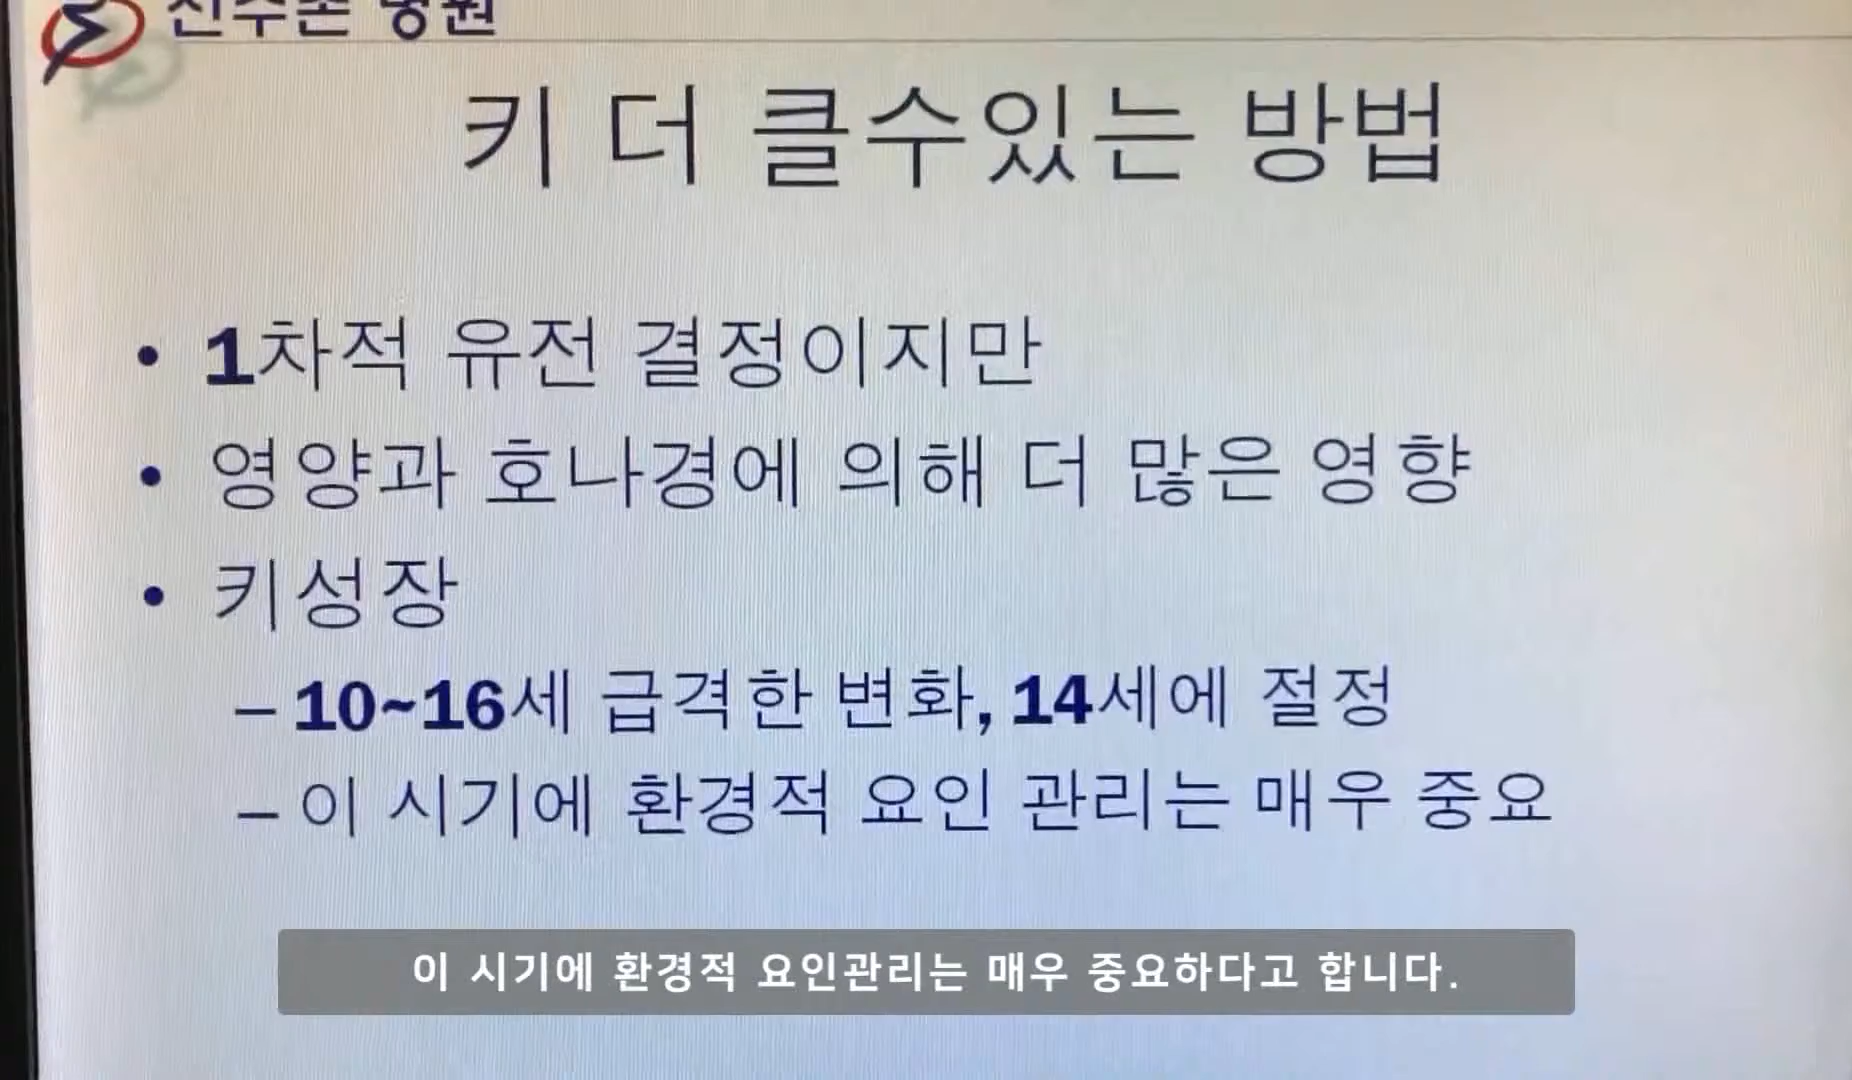 병원
키 더 클수있는 방법
• 1차적 유전 결정이지만
• 영양과 호나경에 의해 더 많은 영향
• 키성장
– 10~16세 급격한 변화, 14세에 절정
– 이 시기에 환경적 요인 관리는 매우 중요
이 시기에 환경적 요인관리는 매우 중요하다고 합니다.